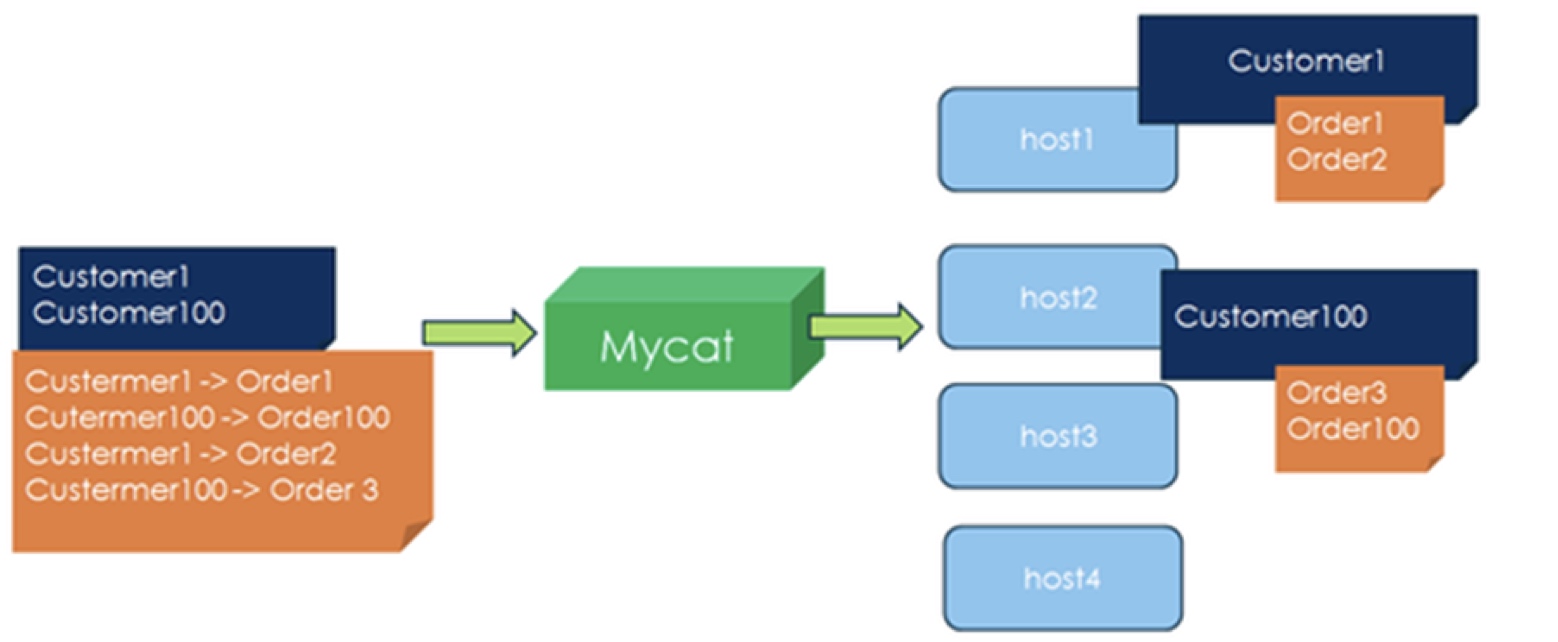 Customer1
Customer100
Custermer1 -> Order1
Cutermer100 -> Order100
Custermer1 -> Order2
Custermer100 -> Order 3
Mycat
host1
Customer1
Order1
Order2
host2
Customer100
Order3
Order100
host3
host4